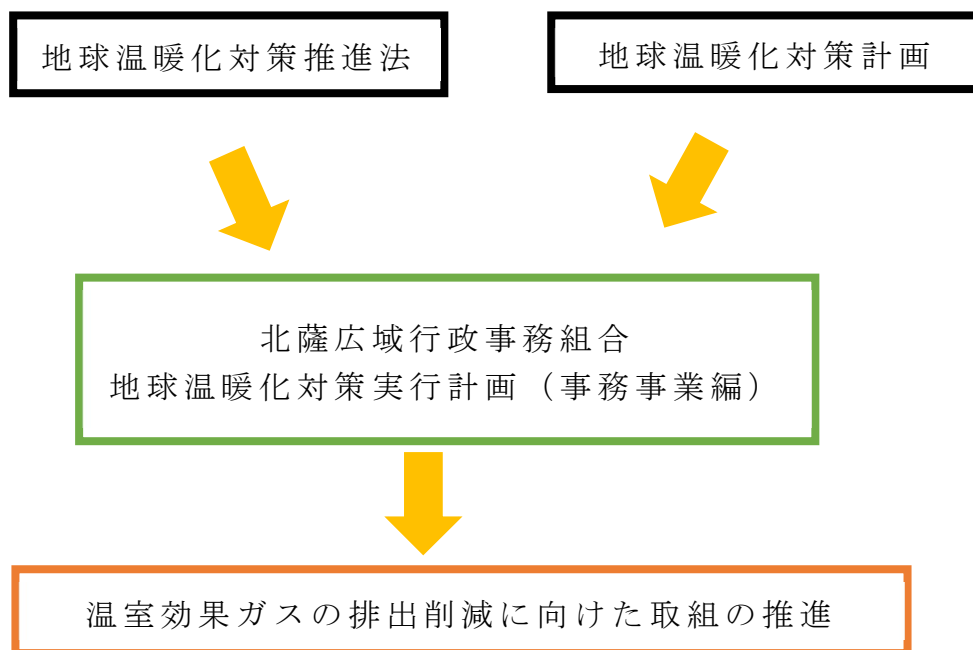 地球温暖化対策推進法
地球温暖化対策計画
北薩広域行政事務組合
地球温暖化対策実行計画（事務事業編）
温室効果ガスの排出削減に向けた取組の推進